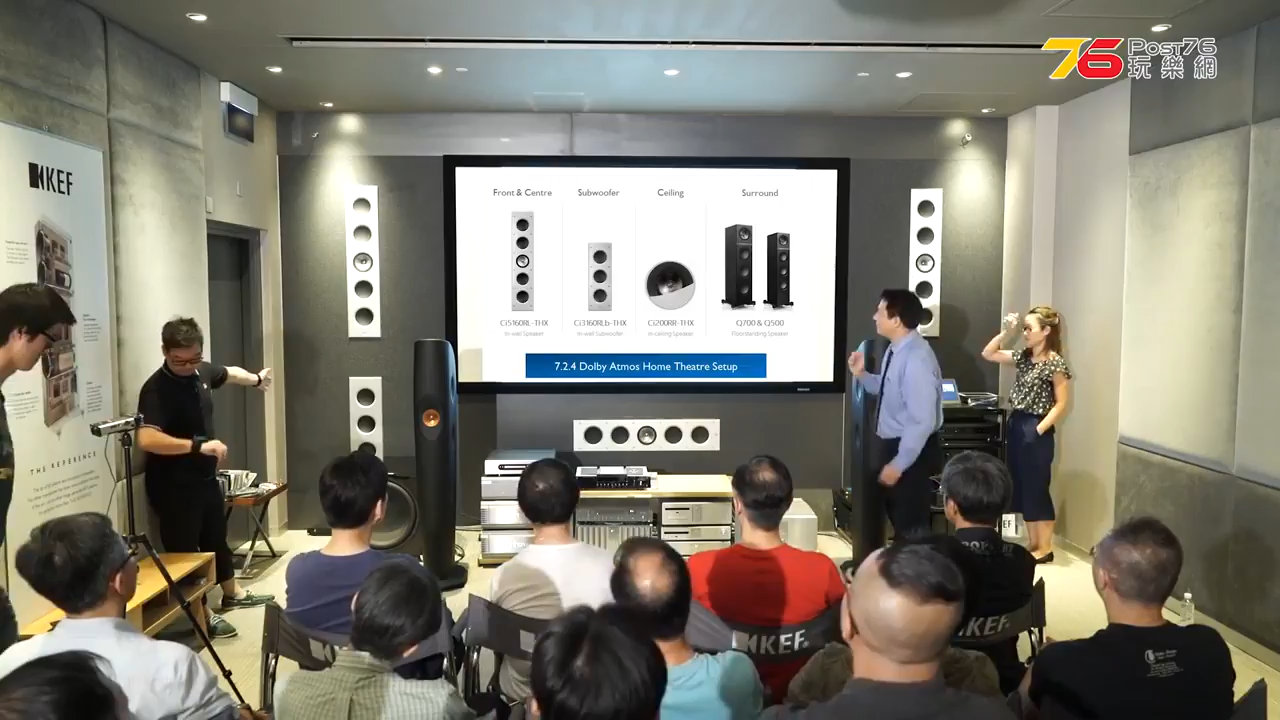 76 Post76
玩樂網
KEF
Front & Centre
Subwoofer
Ceiling
Surround
Ci5160RL-THX
In-wall Speaker
Ci3160RLb-THX
In-wall Subwoofer
Ci200RR-THX
In-ceiling Speaker
Q700 & Q500
Floorstanding Speaker
7.2.4 Dolby Atmos Home Theatre Setup
THE REFERENCE
KEF
KEF
KEF